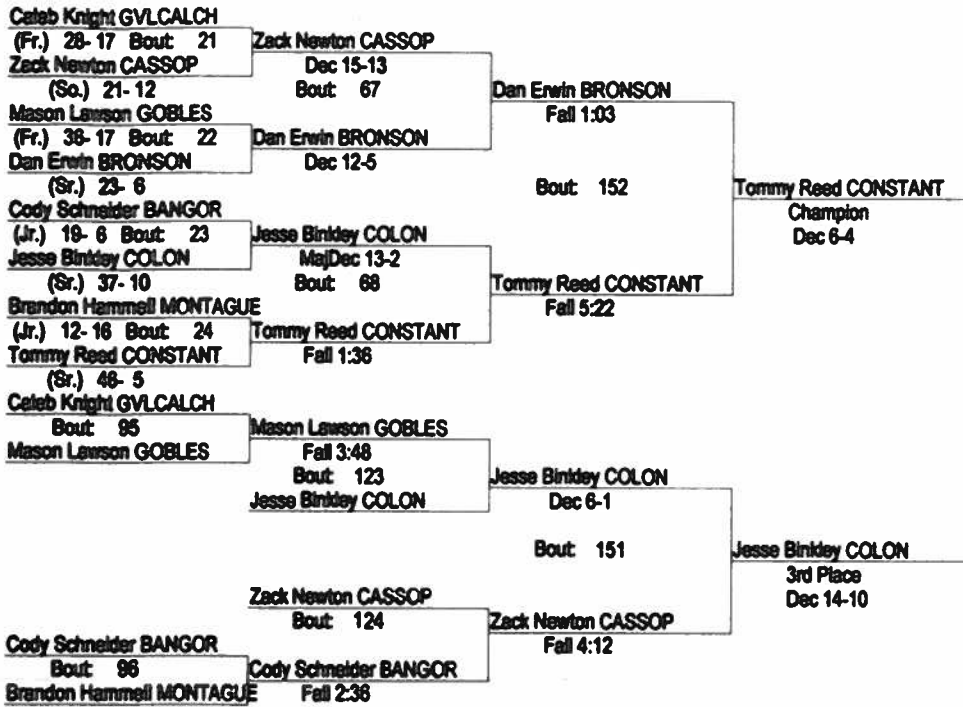 Caleb Knight GVLCALCH
(Fr.) 28- 17 Bout: 21
Zack Newton CASSOP
(So.) 21- 12
Mason Lawson GOBLES
(Fr.) 36- 17 Bout: 22
Dan Erwin BRONSON
(Sr.) 23- 6
Cody Schneider BANGOR
(Jr.) 19- 6 Bout: 23
Jesse Binkley COLON
(Sr.) 37- 10
Brandon Hammell MONTAGUE
(Jr.) 12- 16 Bout: 24
Tommy Reed CONSTANT
(Sr.) 46- 5
Zack Newton CASSOP
Dec 15-13
Bout: 67
Dan Erwin BRONSON
Dec 12-5
Jesse Binkley COLON
MajDec 13-2
Bout: 68
Tommy Reed CONSTANT
Fall 1:36
Dan Erwin BRONSON
Fall 1:03
Bout: 152
Tommy Reed CONSTANT
Fall 5:22
Tommy Reed CONSTANT
Champion
Dec 6-4
Caleb Knight GVLCALCH
Bout: 95
Mason Lawson GOBLES
Cody Schneider BANGOR
Bout: 96
Brandon Hammell MONTAGUE
Mason Lawson GOBLES
Fall 3:48
Bout: 123
Jesse Binkley COLON
Zack Newton CASSOP
Bout: 124
Cody Schneider BANGOR
Fall 2:36
Jesse Binkley COLON
Dec 6-1
Bout: 151
Zack Newton CASSOP
Fall 4:12
Jesse Binkley COLON
3rd Place
Dec 14-10